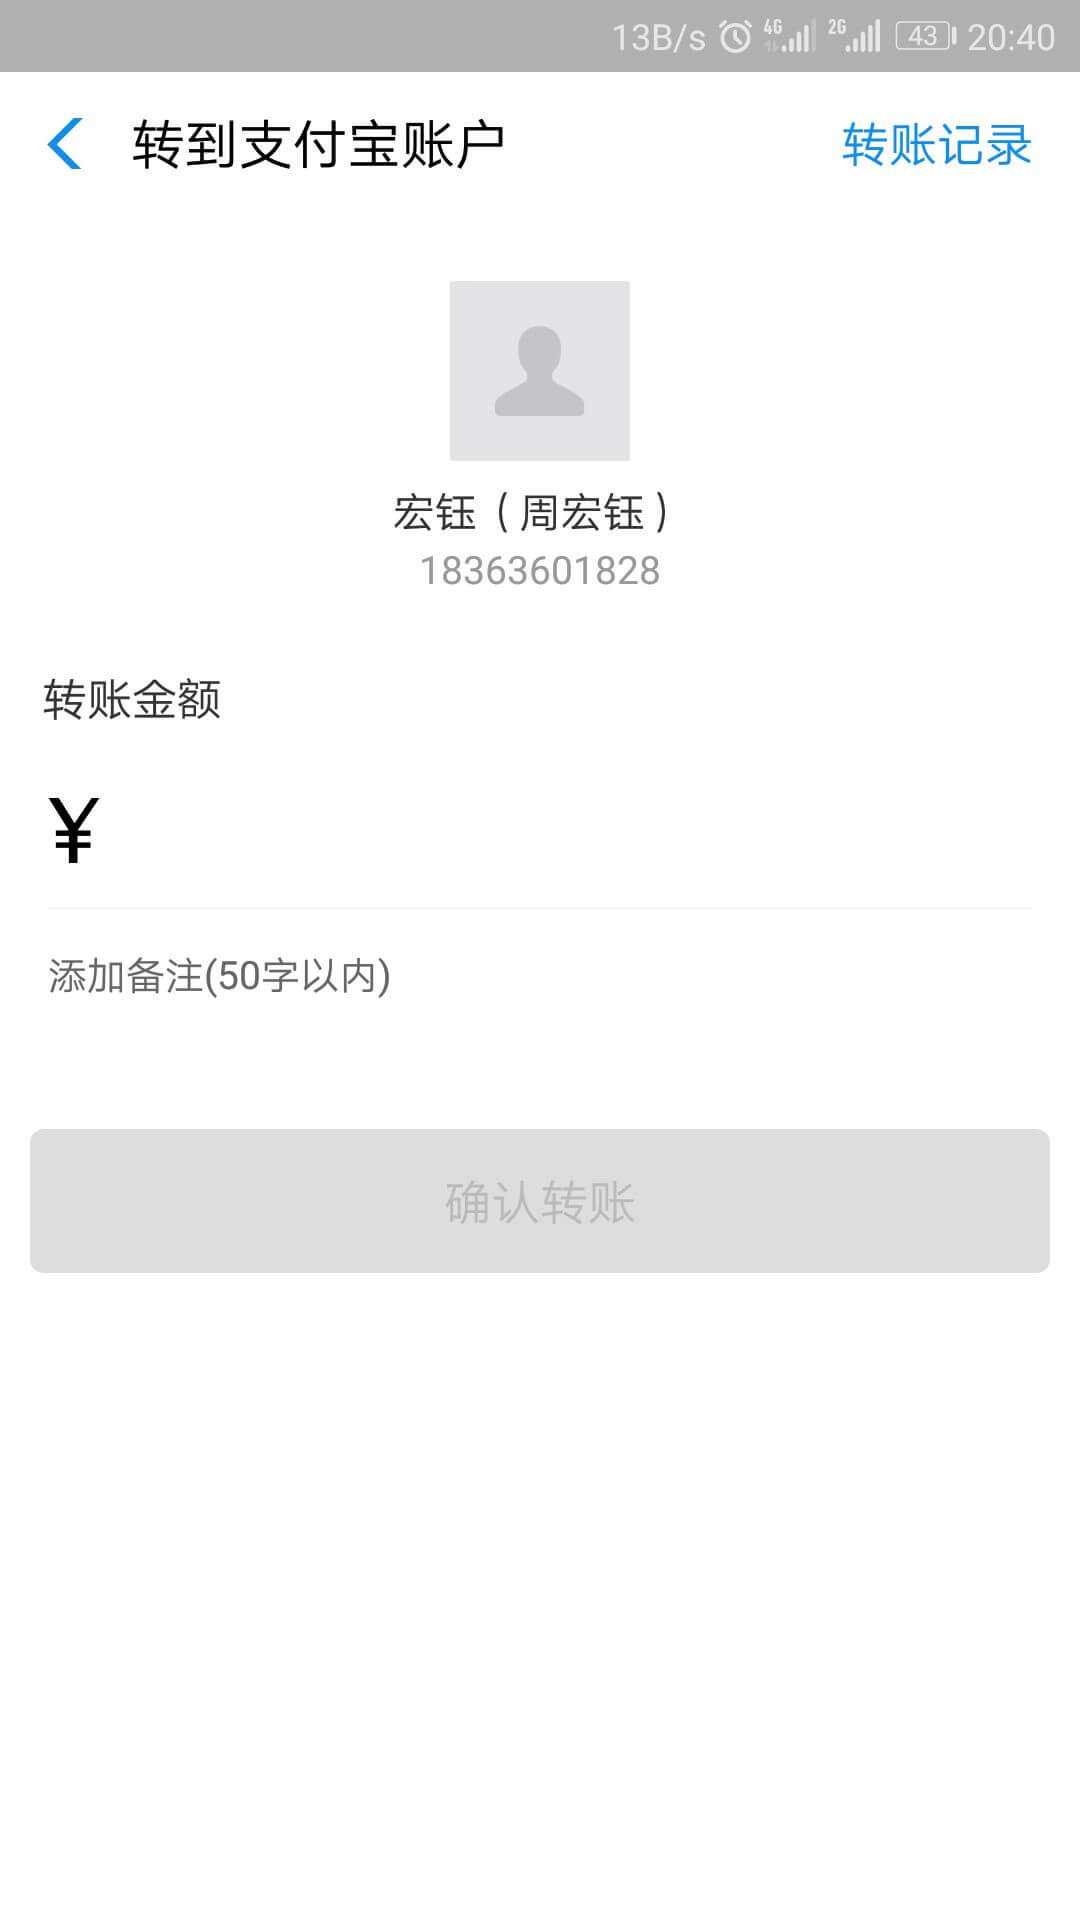 13B/s 4G 2G 43 20:40
转到支付宝账户 转账记录
宏钰（周宏钰）
18363601828
转账金额
¥
添加备注(50字以内)
确认转账